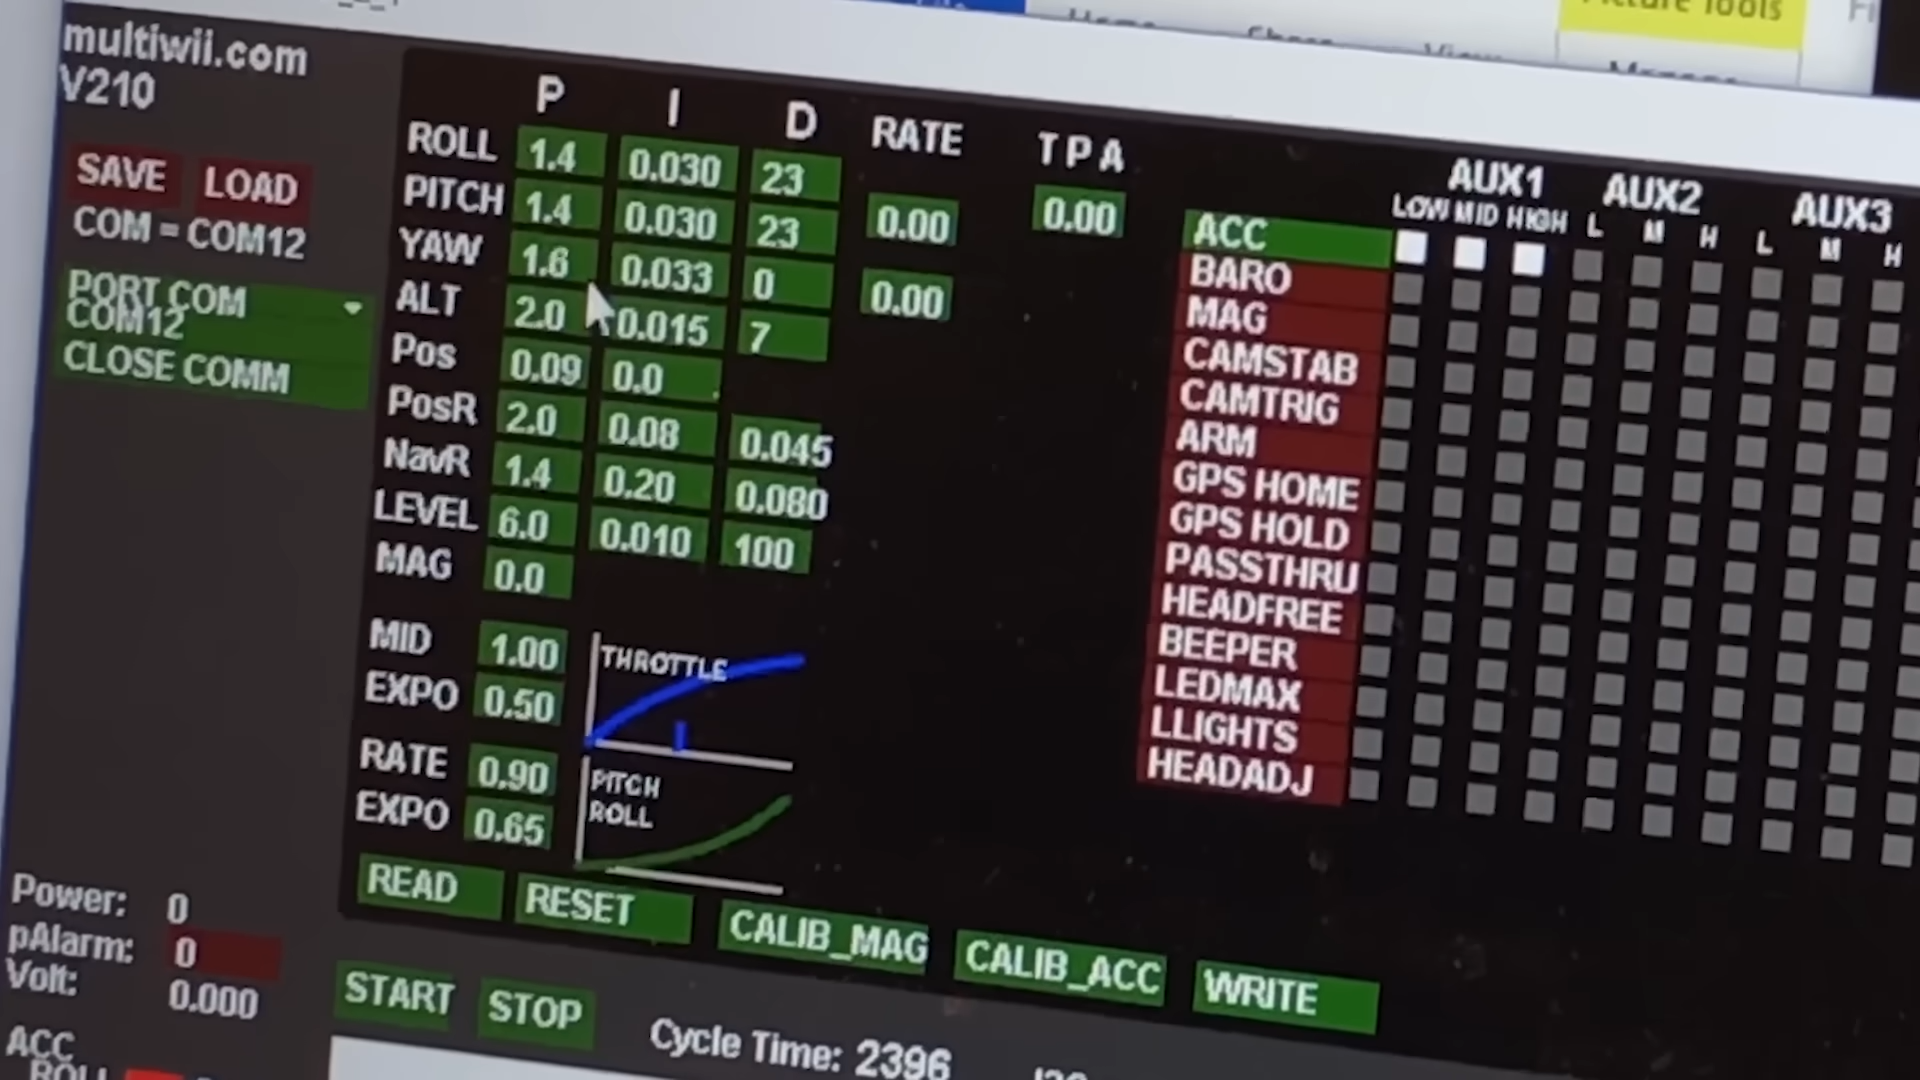 Picture Tools
multiwii.com
V210
SAVE LOAD
COM = COM12
PORT COM
COM12
CLOSE COMM
P I D RATE T P A
ROLL 1.4 0.030 23
PITCH 1.4 0.030 23 0.00 0.00
YAW 1.6 0.033 0 0.00
ALT 2.0 0.015 7
Pos 0.09 0.0
PosR 2.0 0.08 0.045
NavR 1.4 0.20 0.080
LEVEL 6.0 0.010 100
MAG 0.0
MID 1.00
EXPO 0.50
THROTTLE
RATE 0.90
EXPO 0.65
PITCH
ROLL
AUX1 AUX2 AUX3
LOW MID HIGH L M H L M H
ACC
BARO
MAG
CAMSTAB
CAMTRIG
ARM
GPS HOME
GPS HOLD
PASSTHRU
HEADFREE
BEEPER
LEDMAX
LLIGHTS
HEADADJ
READ RESET CALIB_MAG CALIB_ACC WRITE
START STOP
Cycle Time: 2396
Power: 0
pAlarm: 0
Volt: 0.000
ACC
ROLL